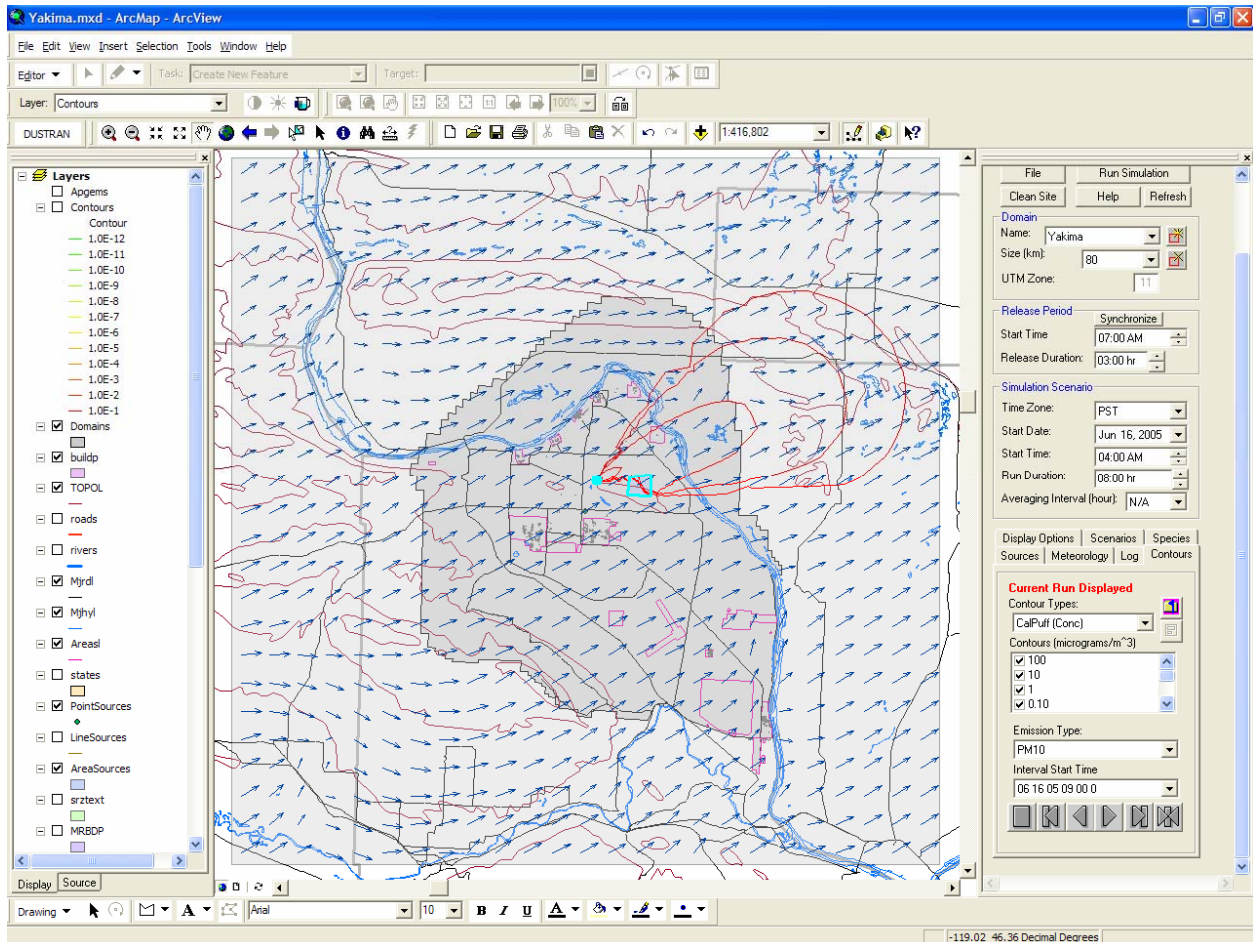 Yakima.mxd - ArcMap - ArcView
File Edit View Insert Selection Tools Window Help
Editor Task: Create New Feature Target:
Layer: Contours 100%
DUSTRAN 1:416,802
Layers
Apgems
Contours
Contour
1.0E-12
1.0E-11
1.0E-10
1.0E-9
1.0E-8
1.0E-7
1.0E-6
1.0E-5
1.0E-4
1.0E-3
1.0E-2
1.0E-1
Domains
buildp
TOPOL
roads
rivers
Mjrdl
Mjhyl
Areasl
states
PointSources
LineSources
AreaSources
srztext
MRBDP
Display Source
File Run Simulation
Clean Site Help Refresh
Domain
Name: Yakima
Size (km): 80
UTM Zone: 11
Release Period
Synchronize
Start Time 07:00 AM
Release Duration: 03:00 hr
Simulation Scenario
Time Zone: PST
Start Date: Jun 16, 2005
Start Time: 04:00 AM
Run Duration: 08:00 hr
Averaging Interval (hour): N/A
Display Options Scenarios Species
Sources Meteorology Log Contours
Current Run Displayed
Contour Types:
CalPuff (Conc)
Contours (micrograms/m^3)
100
10
1
0.10
Emission Type:
PM10
Interval Start Time
06 16 05 09 00 0
Drawing A Arial 10 B I U A
-119.02 46.36 Decimal Degrees